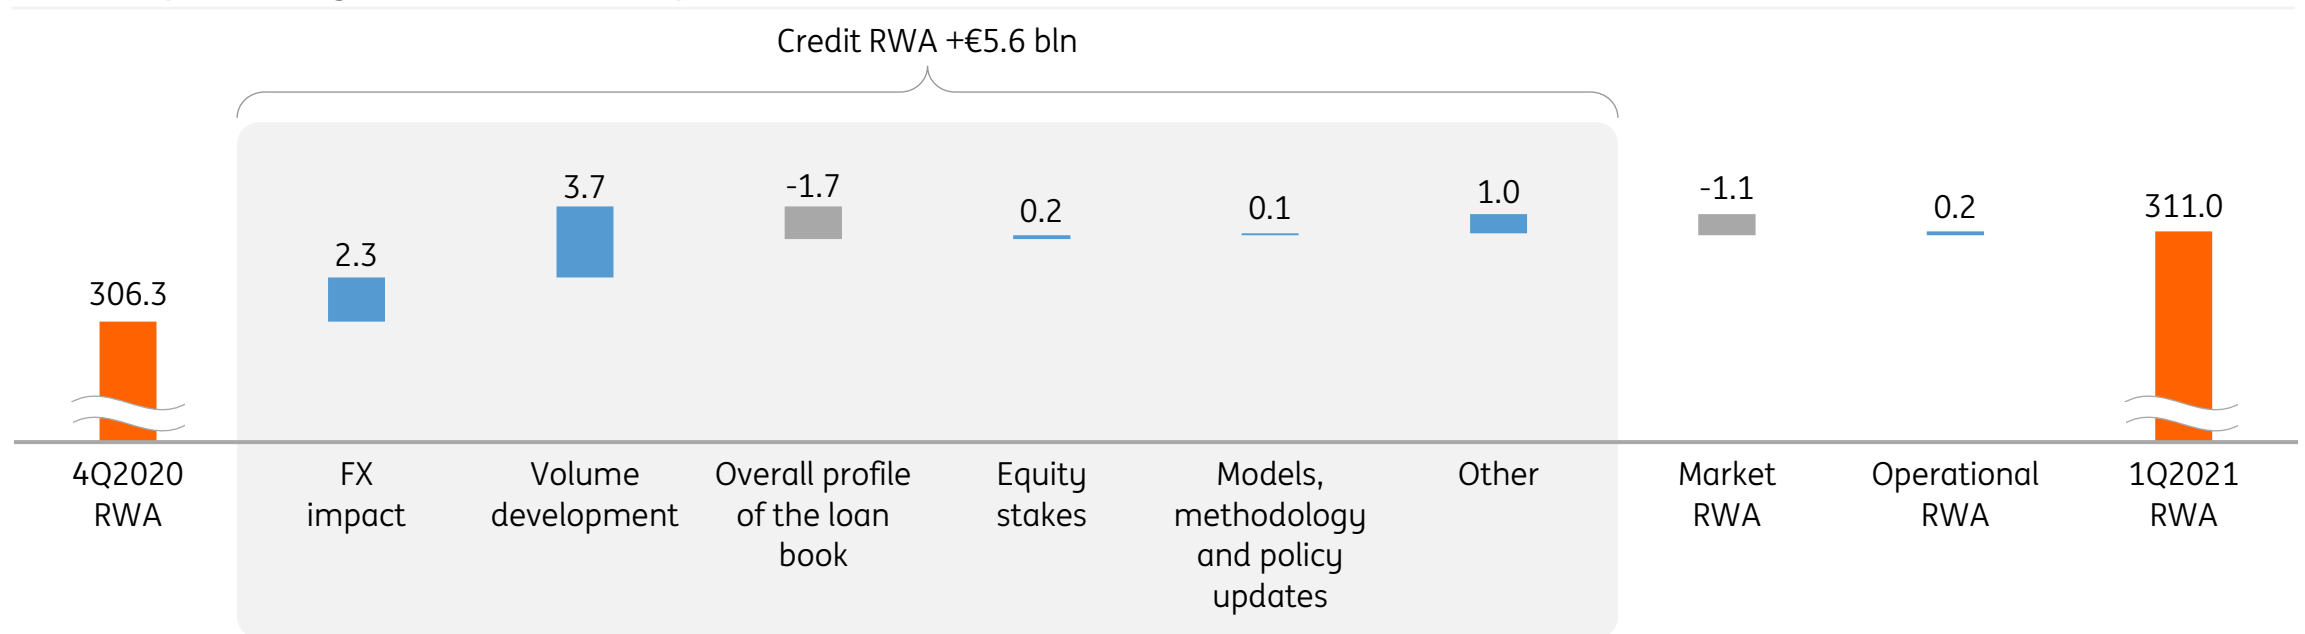 Credit RWA +€5.6 bln
306.3
2.3
3.7
-1.7
0.2
0.1
1.0
-1.1
0.2
311.0
4Q2020
RWA
FX
impact
Volume
development
Overall profile
of the loan
book
Equity
stakes
Models,
methodology
and policy
updates
Other
Market
RWA
Operational
RWA
1Q2021
RWA